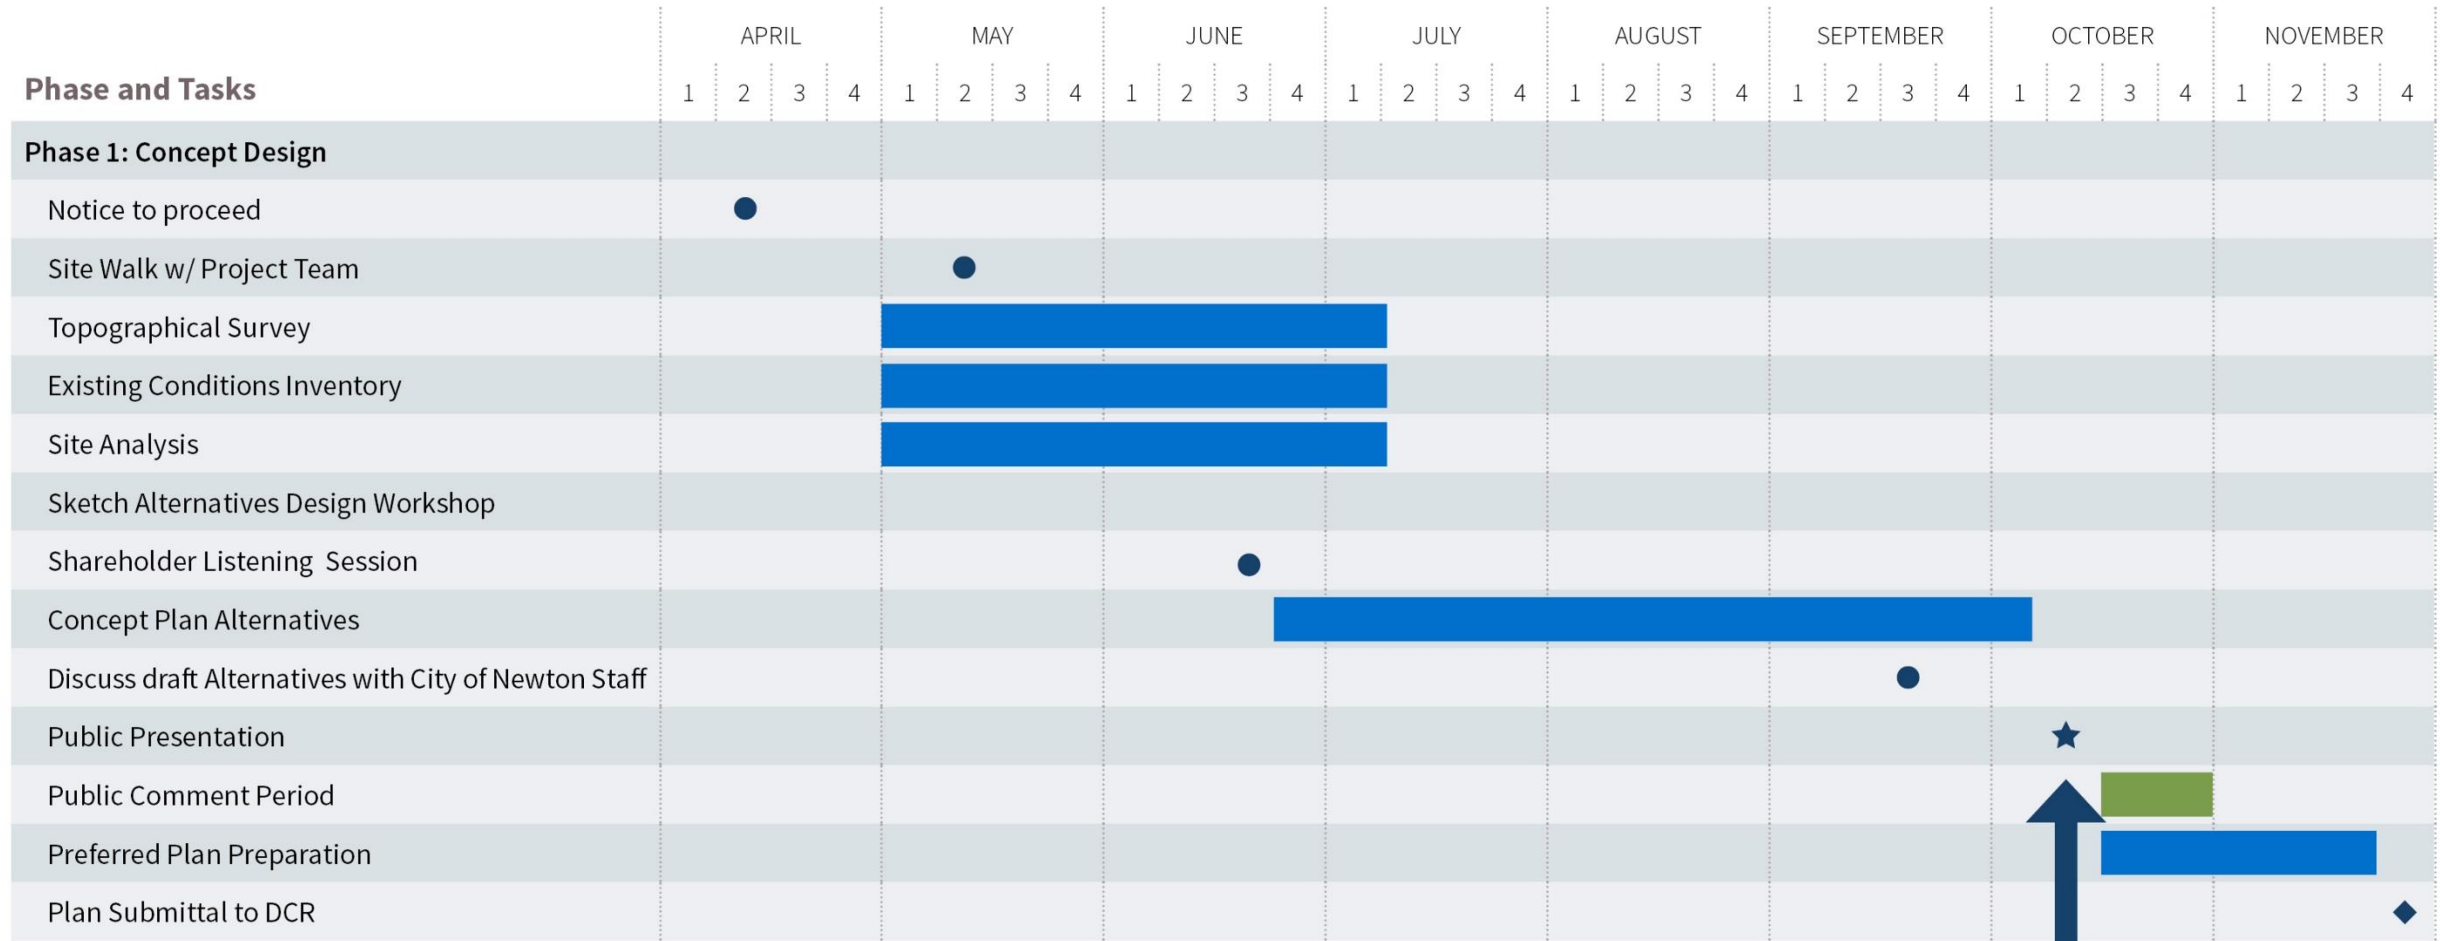 APRIL MAY JUNE JULY AUGUST SEPTEMBER OCTOBER NOVEMBER
Phase and Tasks 1 2 3 4 1 2 3 4 1 2 3 4 1 2 3 4 1 2 3 4 1 2 3 4 1 2 3 4 1 2 3 4
Phase 1: Concept Design
Notice to proceed
Site Walk w/ Project Team
Topographical Survey
Existing Conditions Inventory
Site Analysis
Sketch Alternatives Design Workshop
Shareholder Listening Session
Concept Plan Alternatives
Discuss draft Alternatives with City of Newton Staff
Public Presentation
Public Comment Period
Preferred Plan Preparation
Plan Submittal to DCR